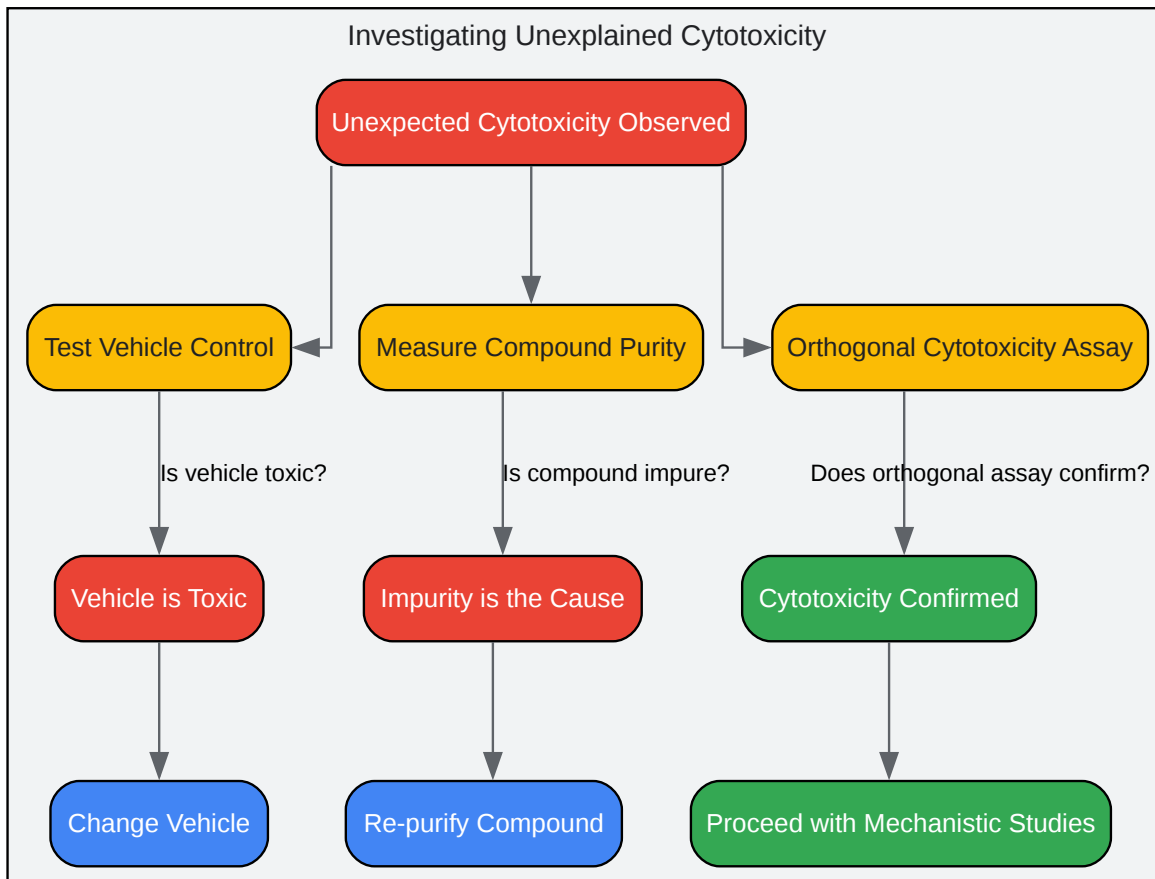 Investigating Unexplained Cytotoxicity
Unexpected Cytotoxicity Observed
Test Vehicle Control
Measure Compound Purity
Orthogonal Cytotoxicity Assay
Is vehicle toxic?
Is compound impure?
Does orthogonal assay confirm?
Vehicle is Toxic
Impurity is the Cause
Cytotoxicity Confirmed
Change Vehicle
Re-purify Compound
Proceed with Mechanistic Studies